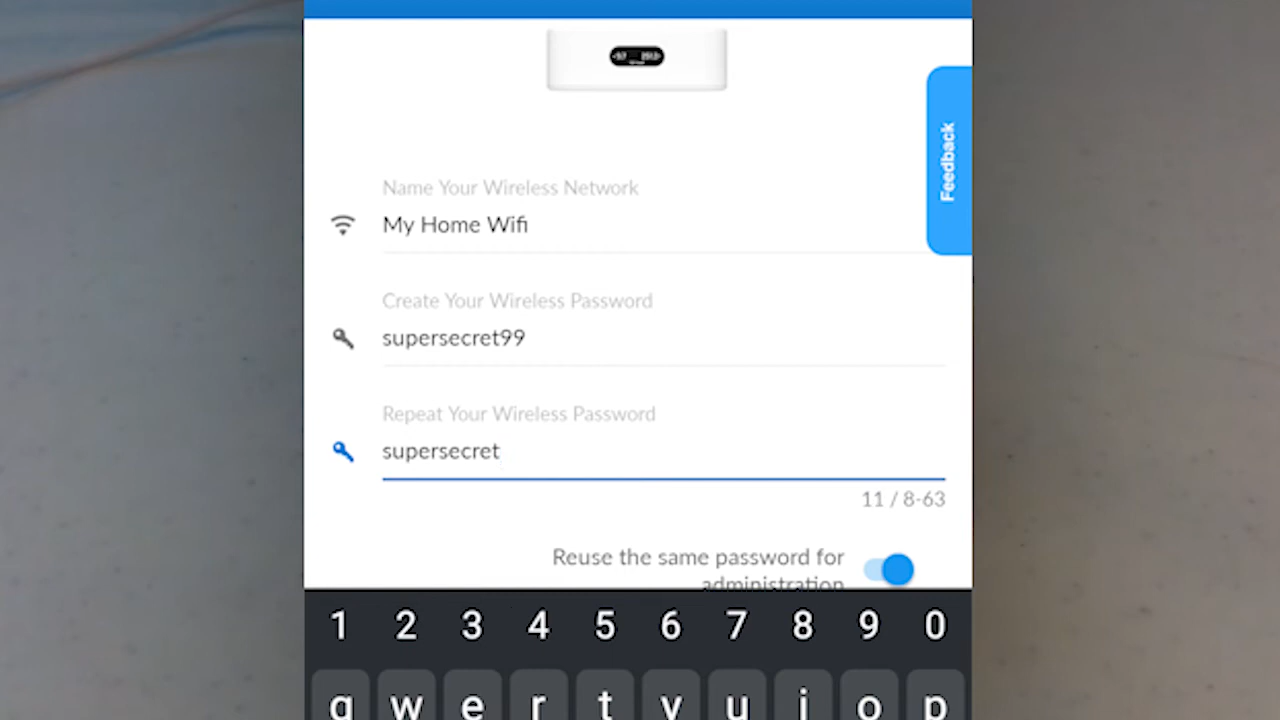 Feedback
Name Your Wireless Network
My Home Wifi
Create Your Wireless Password
supersecret99
Repeat Your Wireless Password
supersecret
11 / 8-63
Reuse the same password for
administration
1 2 3 4 5 6 7 8 9 0
q w e r t y u i o p